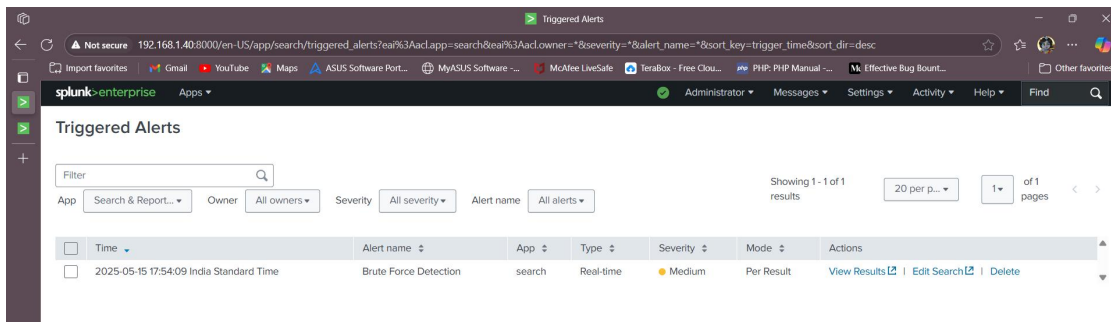 Triggered Alerts
Not secure 192.168.1.40:8000/en-US/app/search/triggered_alerts?eai%3Aacl.app=search&eai%3Aacl.owner=*&severity=*&alert_name=*&sort_key=trigger_time&sort_dir=desc
Import favorites Gmail YouTube Maps ASUS Software Port... MyASUS Software -... McAfee LiveSafe TeraBox - Free Clou... php PHP: PHP Manual -... Effective Bug Bount... Other favorites
splunk>enterprise Apps Administrator Messages Settings Activity Help Find
Triggered Alerts
Filter
Showing 1 - 1 of 1 results 20 per p... 1 of 1 pages
App Search & Report... Owner All owners Severity All severity Alert name All alerts
Time Alert name App Type Severity Mode Actions
2025-05-15 17:54:09 India Standard Time Brute Force Detection search Real-time Medium Per Result View Results | Edit Search | Delete